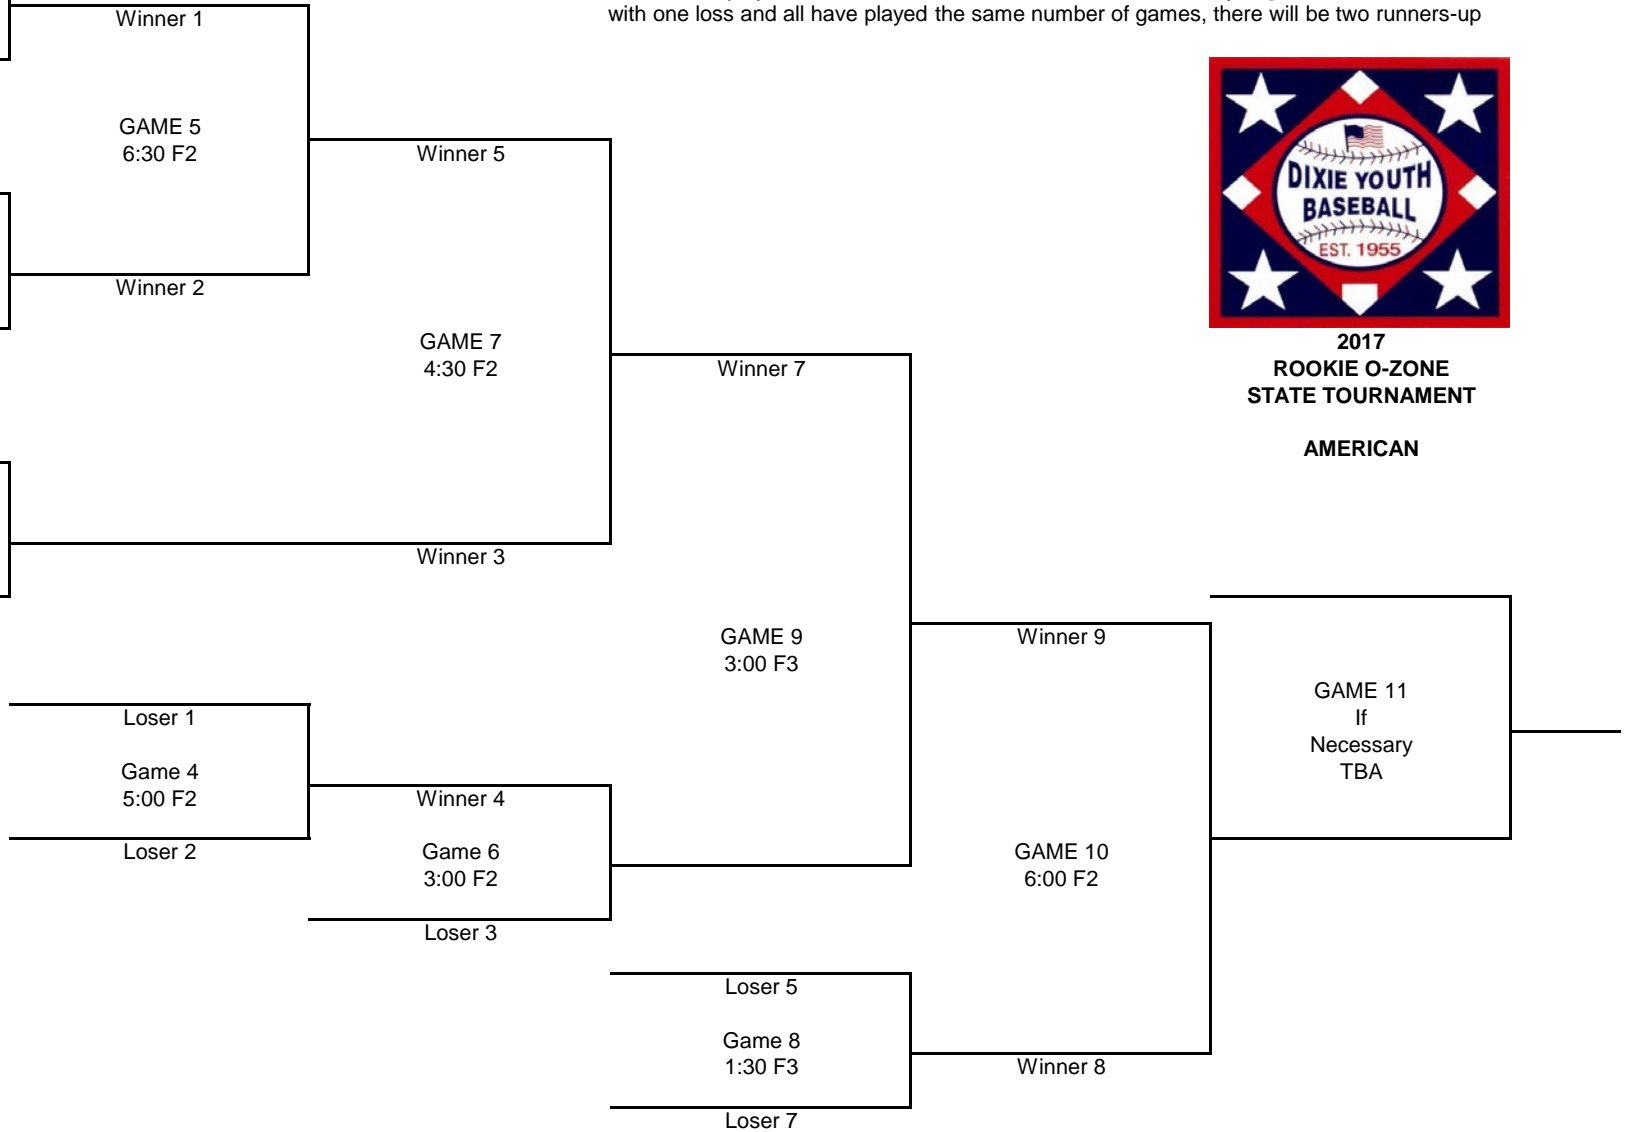 with one loss and all have played the same number of games, there will be two runners-up
Winner 1
GAME 5
6:30 F2
Winner 5
Winner 2
DIXIE YOUTH
BASEBALL
EST. 1955
2017
ROOKIE O-ZONE
STATE TOURNAMENT
AMERICAN
GAME 7
4:30 F2
Winner 7
Winner 3
GAME 9
3:00 F3
Winner 9
GAME 11
If
Necessary
TBA
Loser 1
Game 4
5:00 F2
Loser 2
Winner 4
Game 6
3:00 F2
Loser 3
GAME 10
6:00 F2
Loser 5
Game 8
1:30 F3
Loser 7
Winner 8